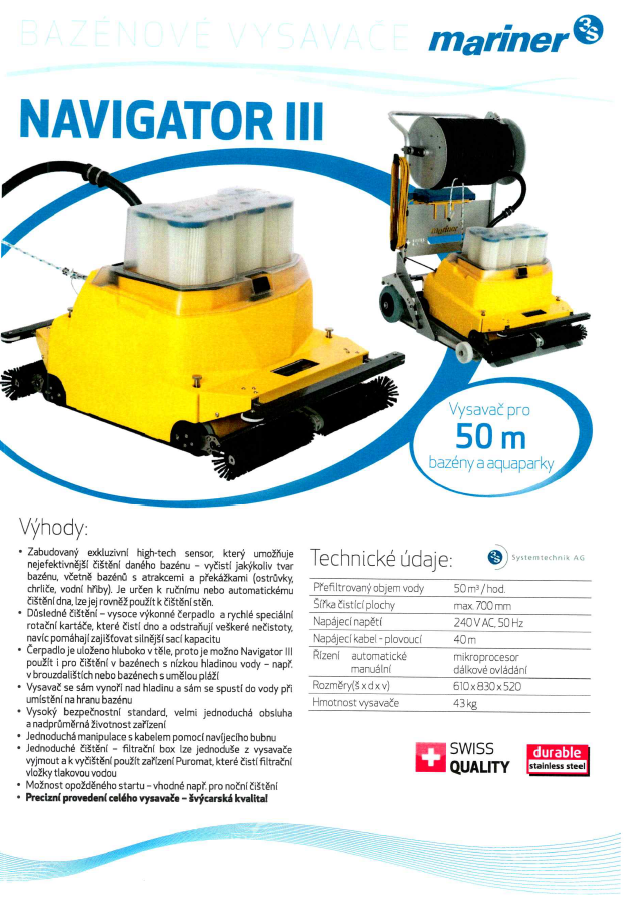 BAZÉNOVÉ VYSAVAČE
mariner 3S
NAVIGATOR III
mariner
Vysavač pro
50 m
bazény a aquaparky
Výhody:
• Zabudovaný exkluzivní high-tech sensor, který umožňuje
nejefektivnější čištění daného bazénu – vyčistí jakýkoliv tvar
bazénu, včetně bazénů s atrakcemi a překážkami (ostrůvky,
chrliče, vodní hřiby). Je určen k ručnímu nebo automatickému
čištění dna, lze jej rovněž použít k čištění stěn.
• Důsledné čištění – vysoce výkonné čerpadlo a rychlé speciální
rotační kartáče, které čistí dno a odstraňují veškeré nečistoty,
navíc pomáhají zajišťovat silnější sací kapacitu
• Čerpadlo je uloženo hluboko v těle, proto je možno Navigator III
použít i pro čištění v bazénech s nízkou hladinou vody – např.
v brouzdalištích nebo bazénech s umělou pláží
• Vysavač se sám vynoří nad hladinu a sám se spustí do vody při
umístění na hranu bazénu
• Vysoký bezpečnostní standard, velmi jednoduchá obsluha
a nadprůměrná životnost zařízení
• Jednoduchá manipulace s kabelem pomocí navíjecího bubnu
• Jednoduché čištění – filtrační box lze jednoduše z vysavače
vyjmout a k vyčištění použít zařízení Puromat, které čistí filtrační
vložky tlakovou vodou
• Možnost opožděného startu – vhodné např. pro noční čištění
• Precizní provedení celého vysavače – švýcarská kvalita!
Technické údaje:
3S Systemtechnik AG
Přefiltrovaný objem vody 50 m³ / hod.
Šířka čistící plochy max. 700 mm
Napájecí napětí 240 V AC, 50 Hz
Napájecí kabel - plovoucí 40 m
Řízení automatické mikroprocesor
manuální dálkové ovládání
Rozměry(š x d x v) 610 x 830 x 520
Hmotnost vysavače 43 kg
SWISS
QUALITY
durable
stainless steel